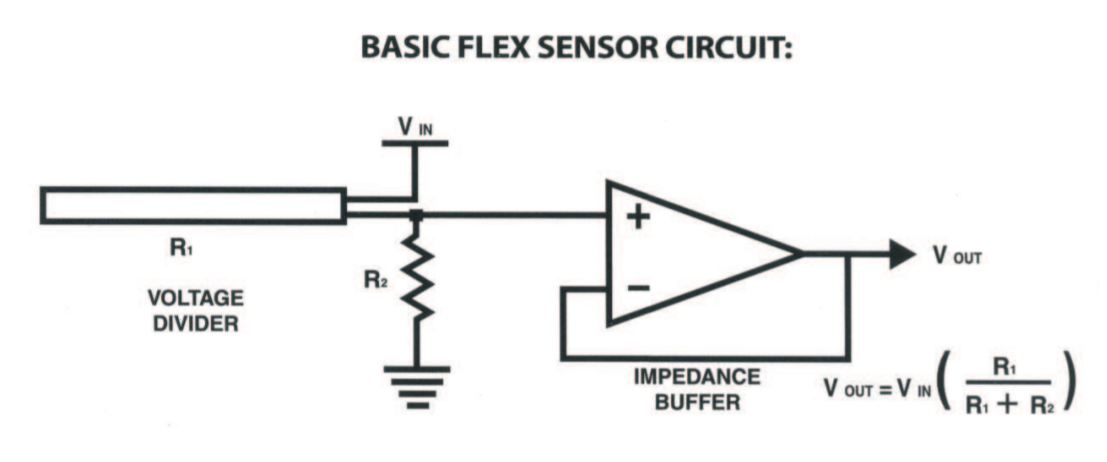 BASIC FLEX SENSOR CIRCUIT:
V IN
R1
R2
VOLTAGE
DIVIDER
+
−
V OUT
IMPEDANCE
BUFFER
V OUT = V IN ( R1 / R1 + R2 )